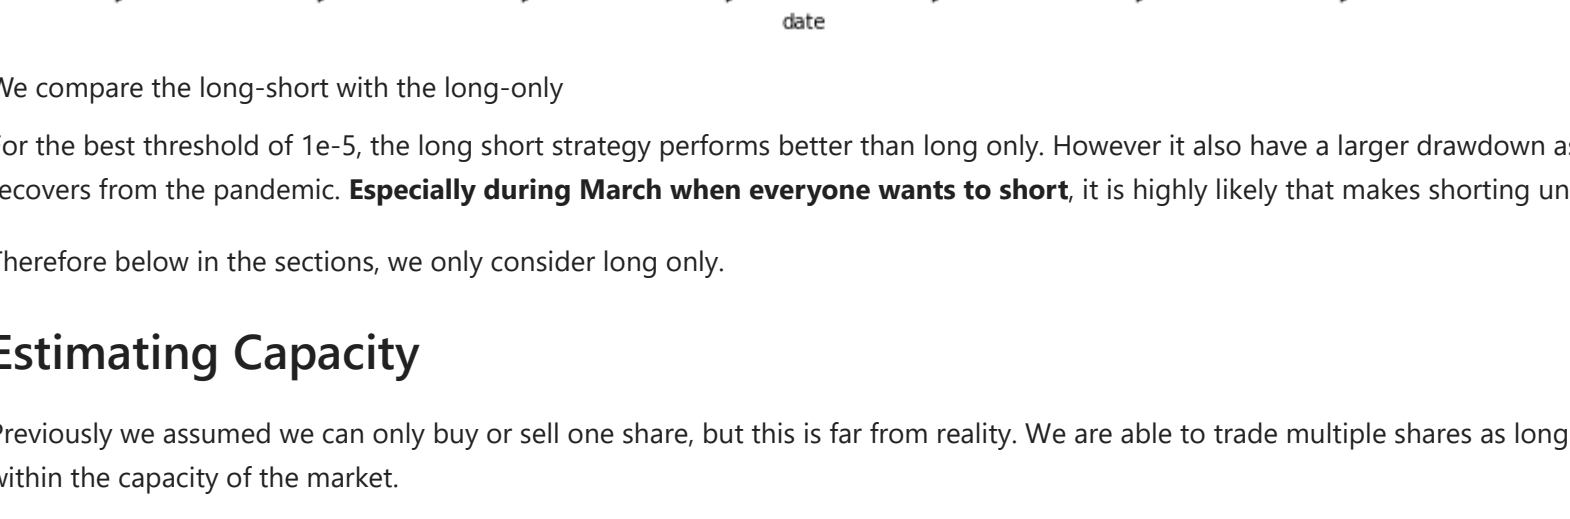 date
We compare the long-short with the long-only
For the best threshold of 1e-5, the long short strategy performs better than long only. However it also have a larger drawdown as
recovers from the pandemic. Especially during March when everyone wants to short, it is highly likely that makes shorting un
Therefore below in the sections, we only consider long only.
Estimating Capacity
Previously we assumed we can only buy or sell one share, but this is far from reality. We are able to trade multiple shares as long
within the capacity of the market.